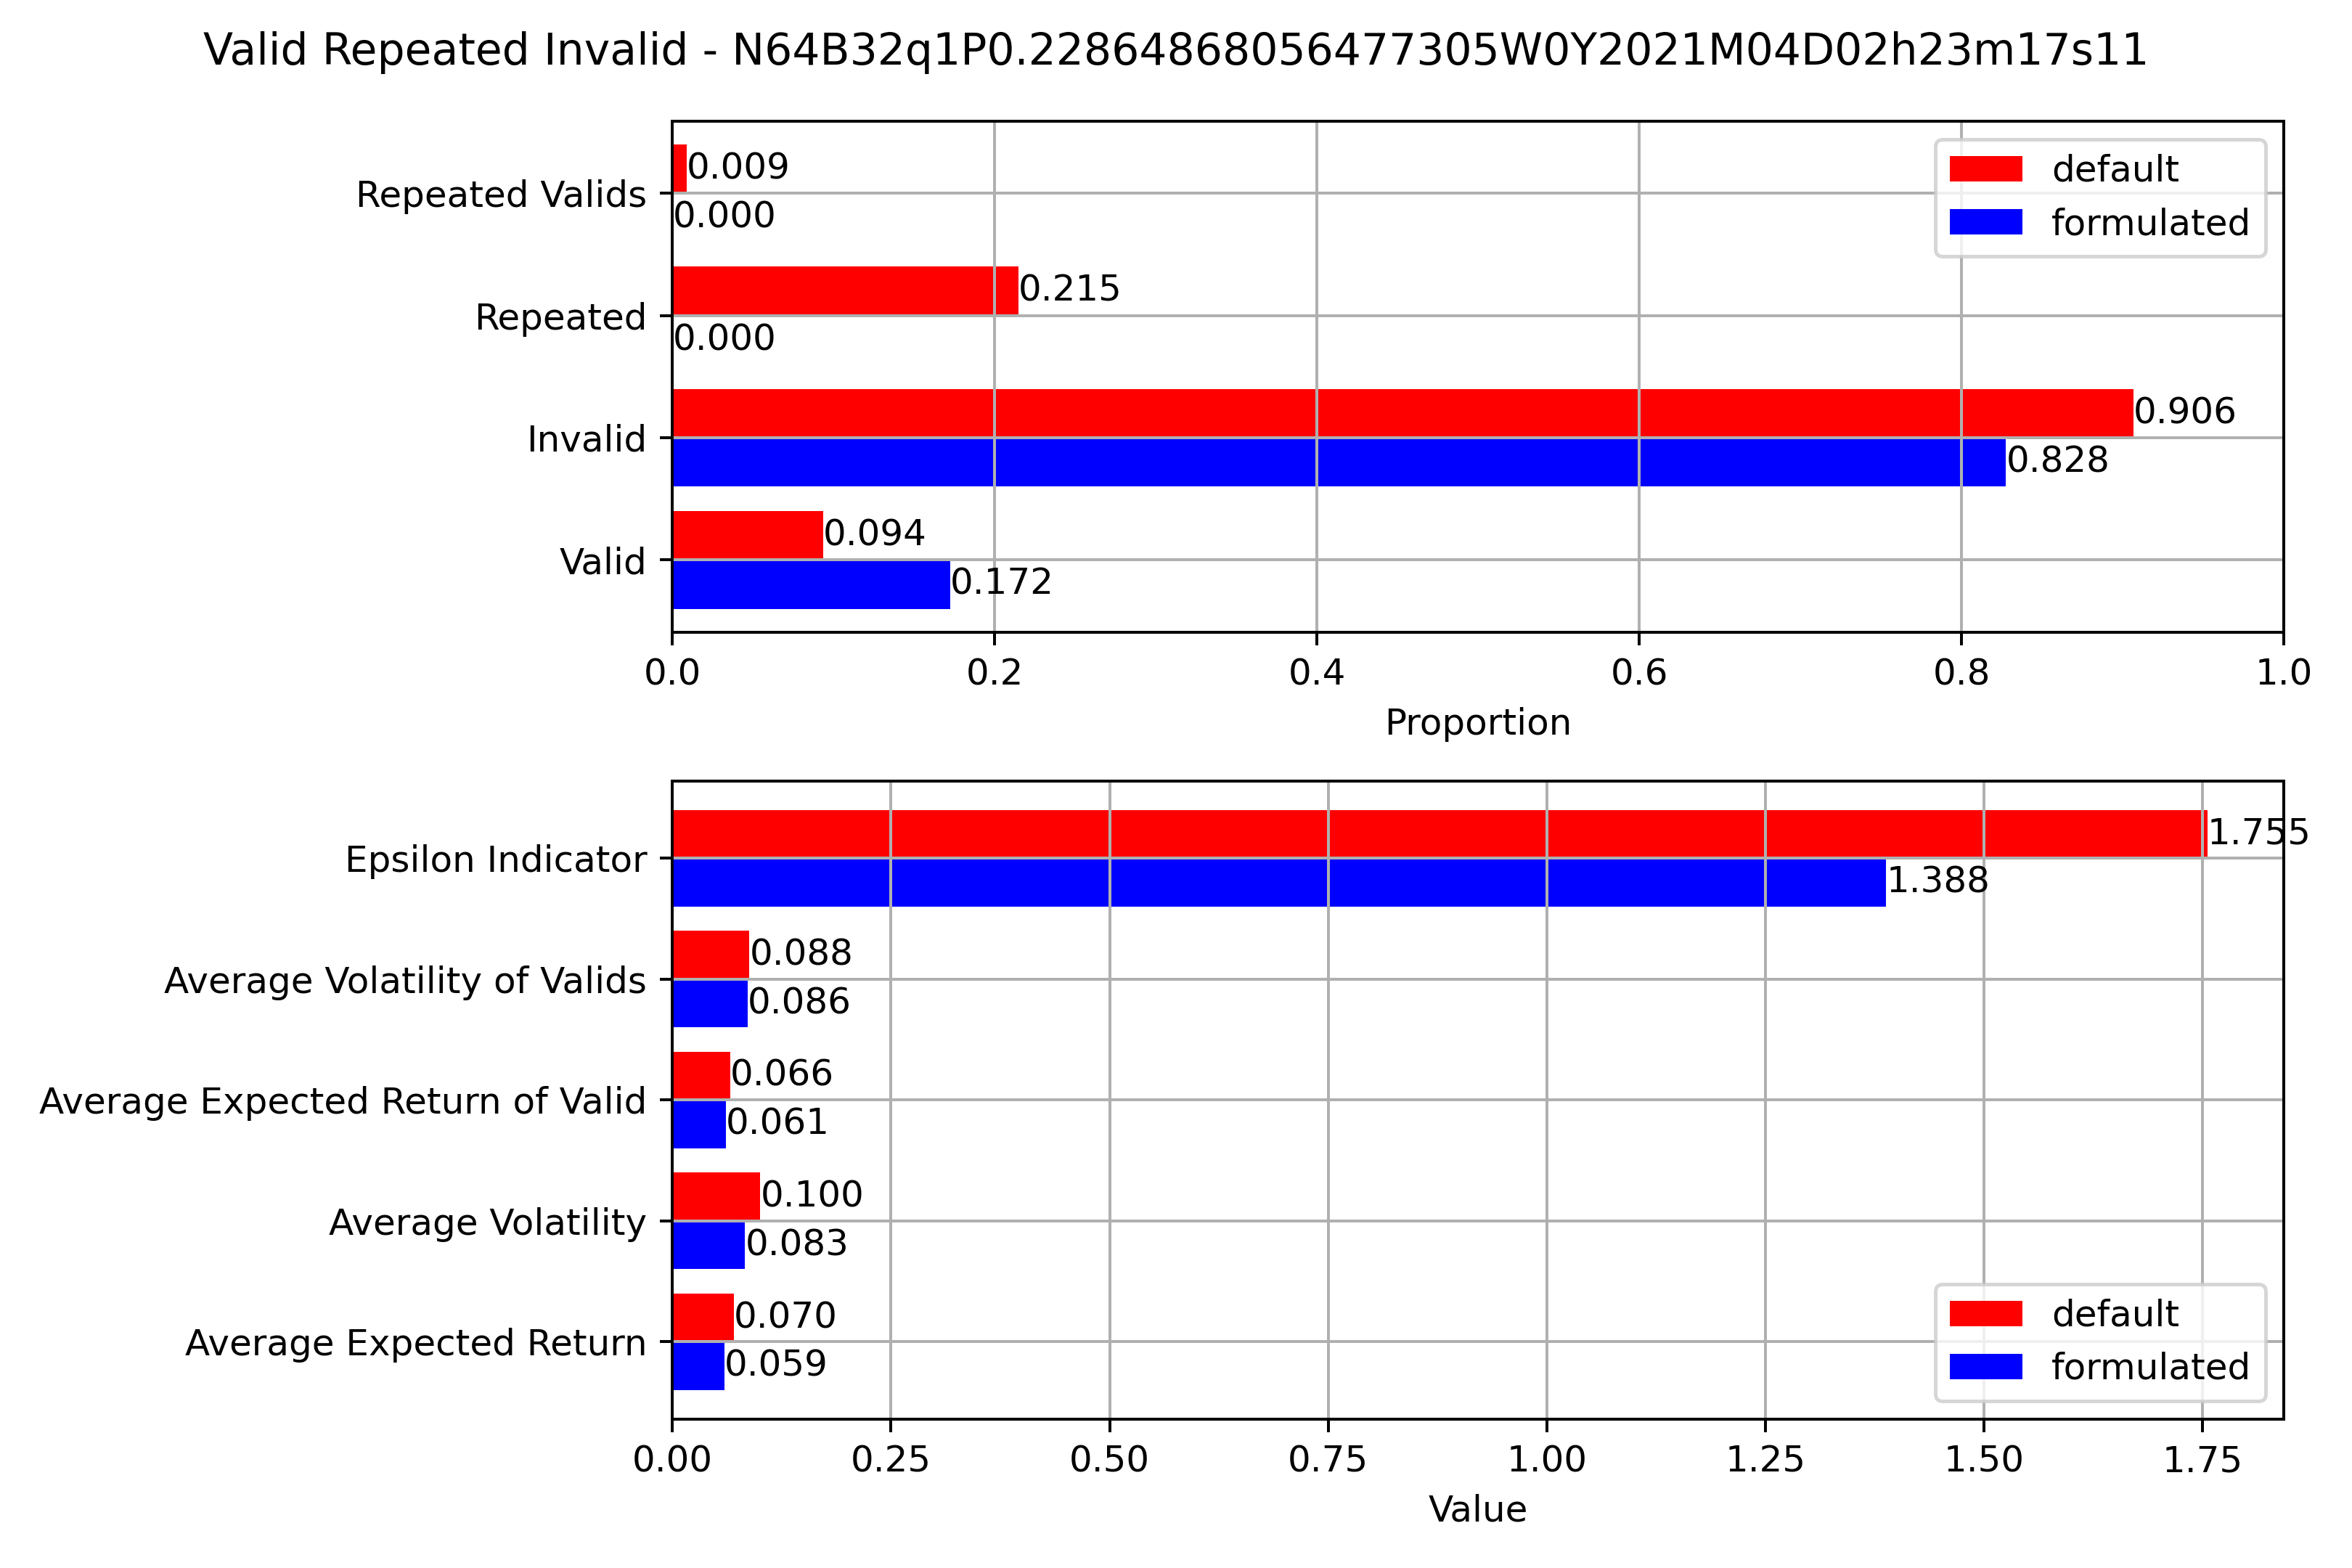 Valid Repeated Invalid - N64B32q1P0.22864868056477305W0Y2021M04D02h23m17s11
Repeated Valids
0.009
0.000
default
formulated
Repeated
0.215
0.000
Invalid
0.906
0.828
Valid
0.094
0.172
0.0 0.2 0.4 0.6 0.8 1.0
Proportion
Epsilon Indicator
1.755
1.388
Average Volatility of Valids
0.088
0.086
Average Expected Return of Valid
0.066
0.061
Average Volatility
0.100
0.083
Average Expected Return
0.070
0.059
default
formulated
0.00 0.25 0.50 0.75 1.00 1.25 1.50 1.75
Value